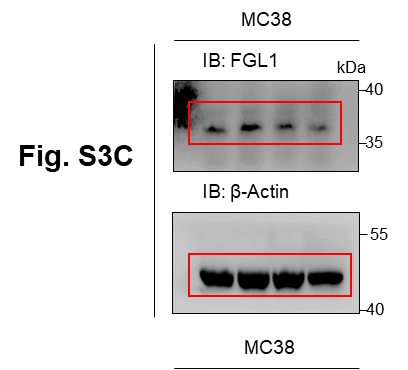 MC38
IB: FGL1
kDa
40
35
Fig. S3C
IB: β-Actin
55
40
MC38